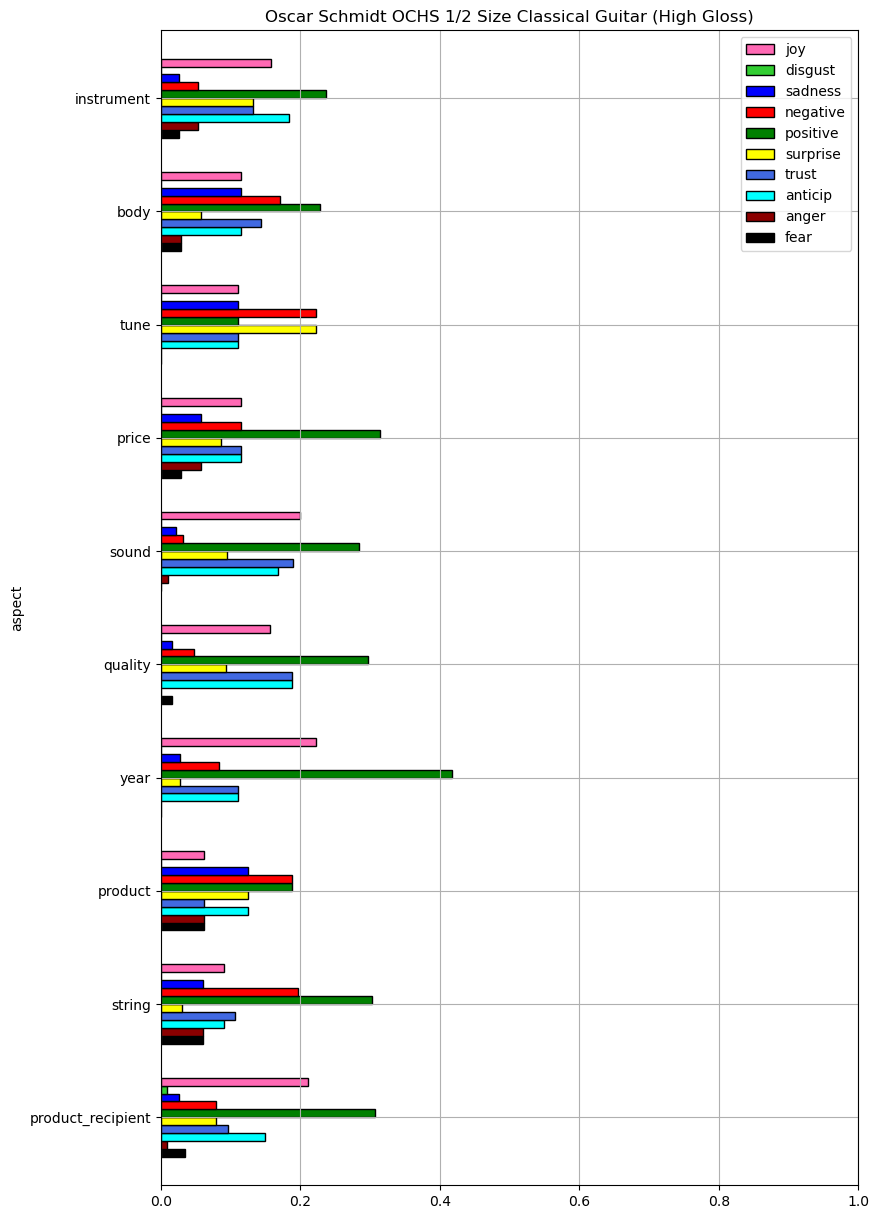 Oscar Schmidt OCHS 1/2 Size Classical Guitar (High Gloss)
joy
disgust
sadness
negative
positive
surprise
trust
anticip
anger
fear
instrument
body
tune
price
sound
quality
year
product
string
product_recipient
aspect
0.0 0.2 0.4 0.6 0.8 1.0